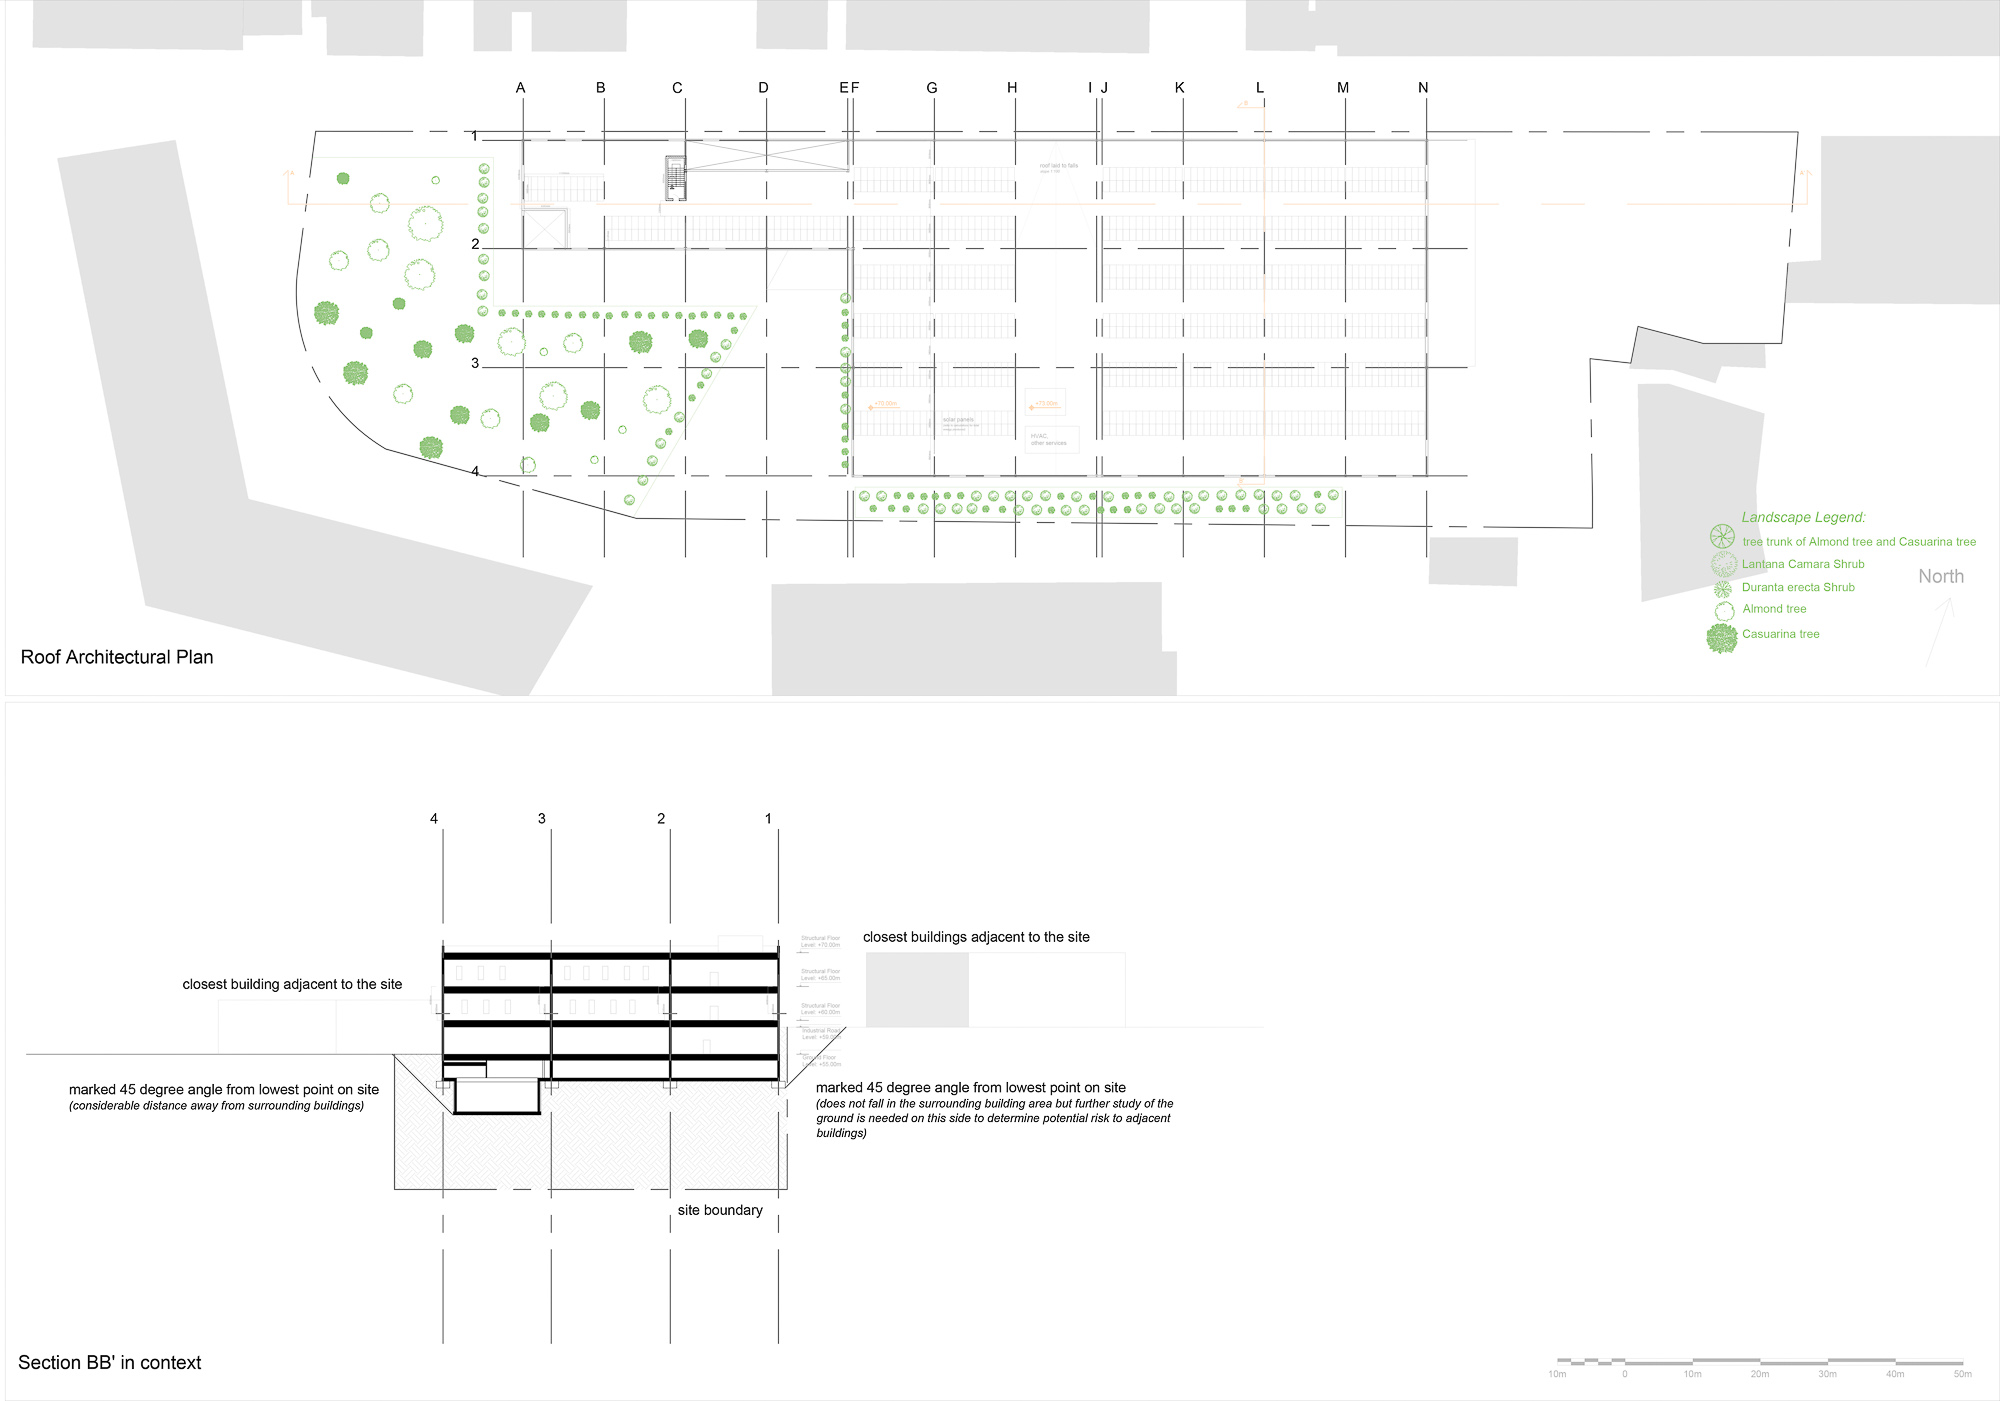 A B C D E F G H I J K L M N
1
roof laid to falls
2
3
+70.00m
+70.00m
solar panels
HVAC,
other services
4
Landscape Legend:
tree trunk of Almond tree and Casuarina tree
Lantana Camara Shrub
Duranta erecta Shrub
Almond tree
Casuarina tree
North
Roof Architectural Plan
4 3 2 1
closest buildings adjacent to the site
Structural Floor
Level: +70.00m
Structural Floor
Level: +65.00m
closest building adjacent to the site
Structural Floor
Level: +60.00m
Industrial Road
Level: +59.00m
Ground Floor
Level: +55.00m
marked 45 degree angle from lowest point on site
(considerable distance away from surrounding buildings)
marked 45 degree angle from lowest point on site
(does not fall in the surrounding building area but further study of the
ground is needed on this side to determine potential risk to adjacent
buildings)
site boundary
Section BB' in context
10m 0 10m 20m 30m 40m 50m